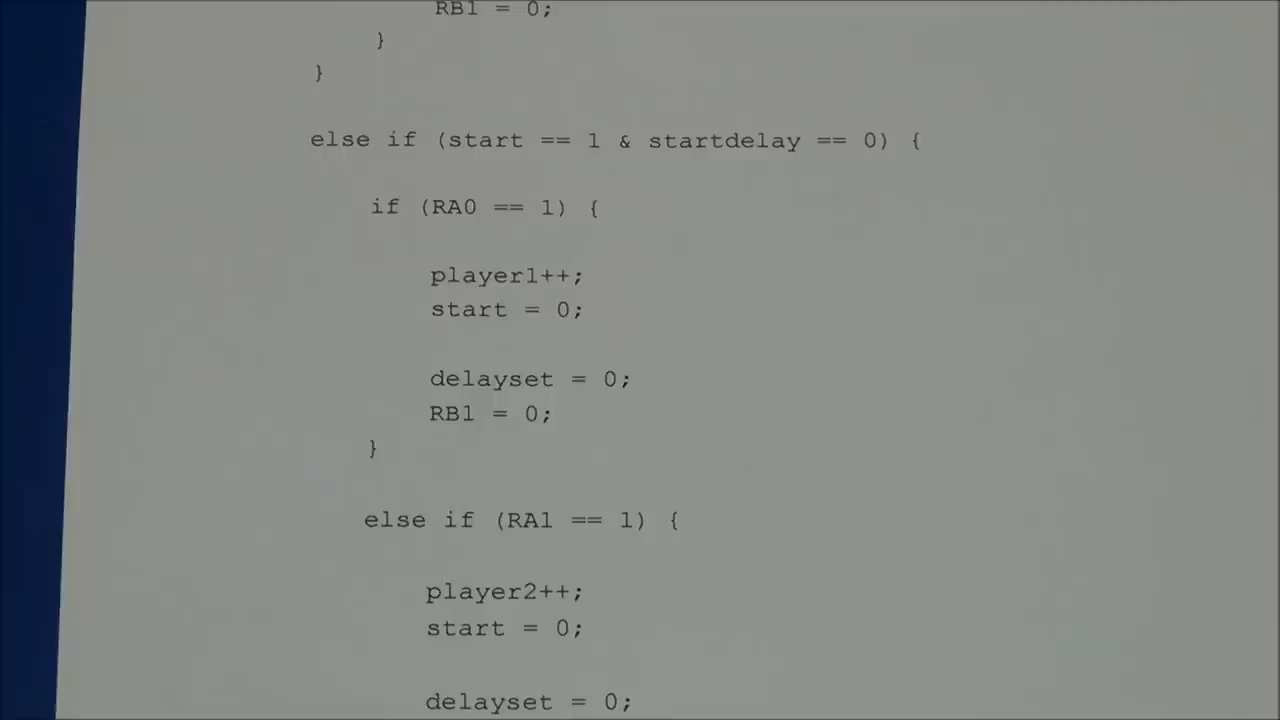 RB1 = 0;
}
}
else if (start == 1 & startdelay == 0) {
if (RA0 == 1) {
player1++;
start = 0;
delayset = 0;
RB1 = 0;
}
else if (RA1 == 1) {
player2++;
start = 0;
delayset = 0;